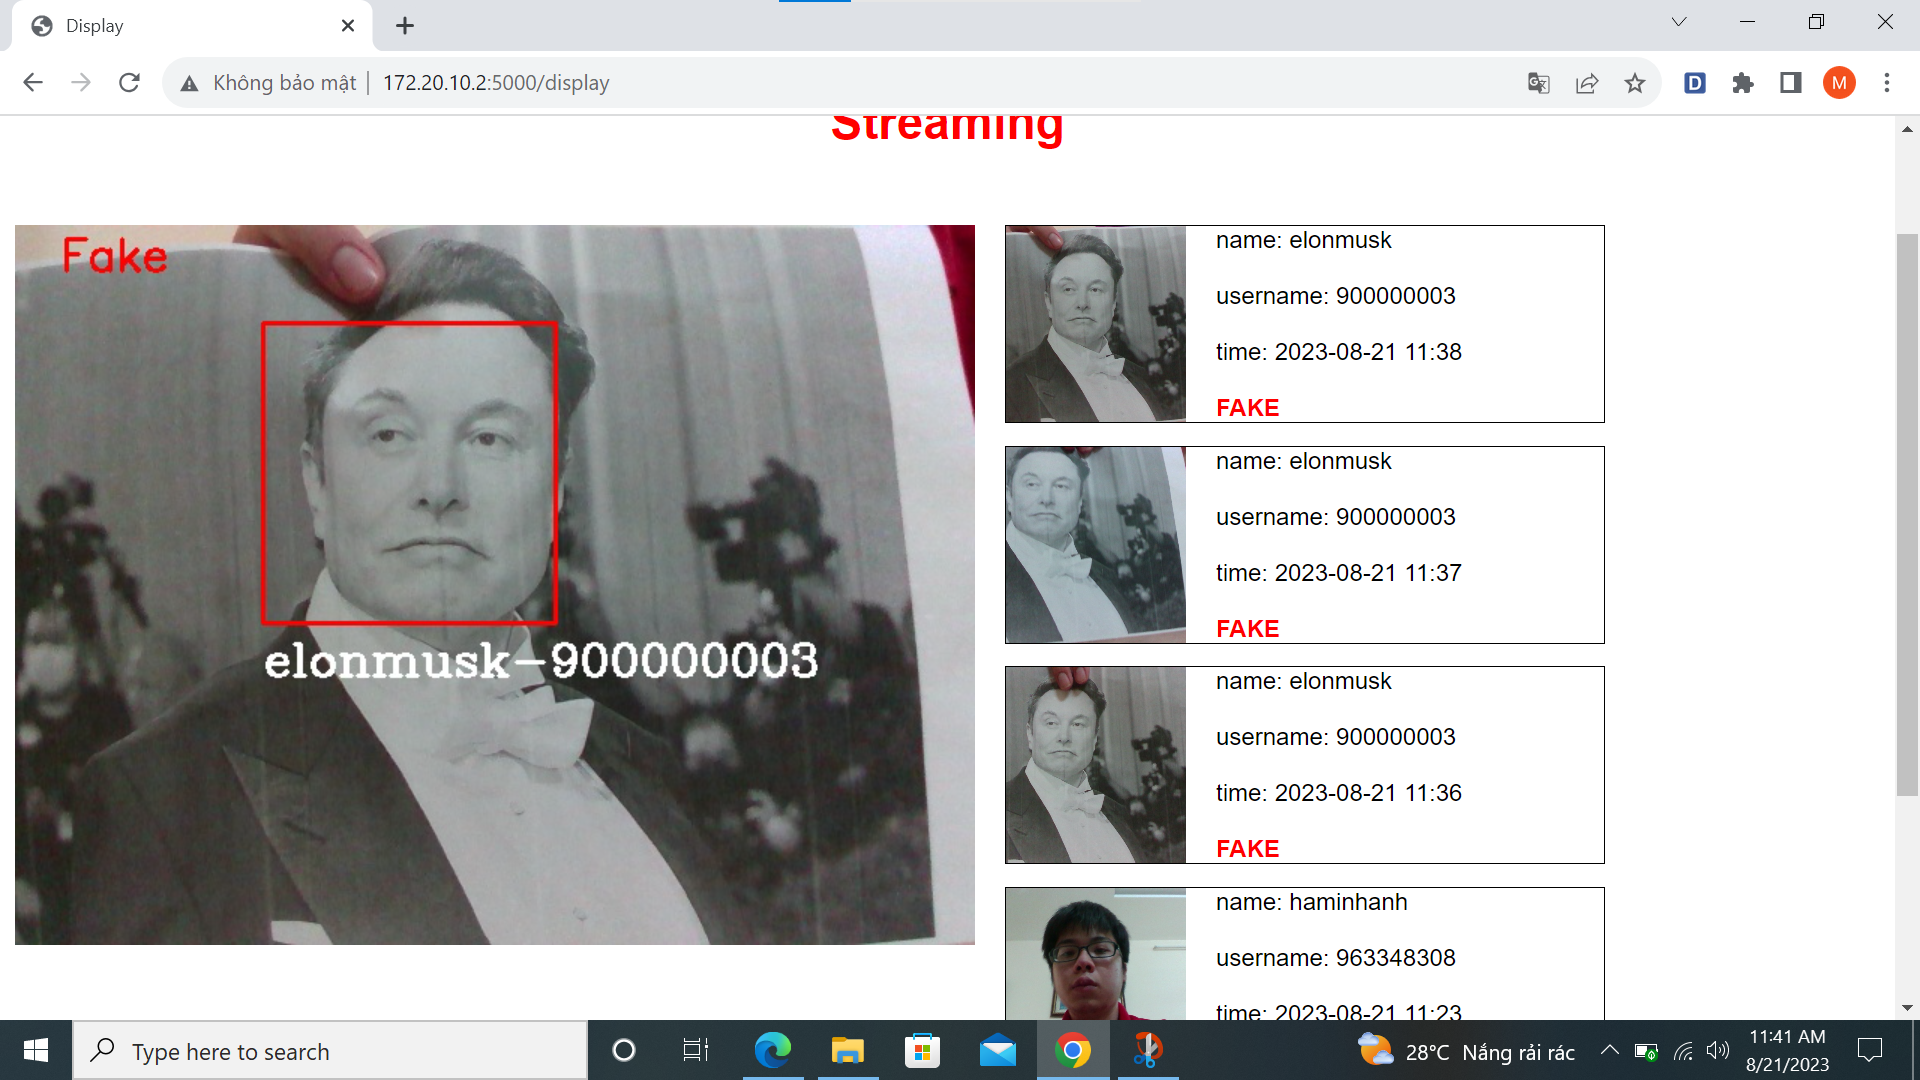 Display
Không bảo mật
172.20.10.2:5000/display
D
M
Streaming
Fake
elonmusk-900000003
name: elonmusk
username: 900000003
time: 2023-08-21 11:38
FAKE
name: elonmusk
username: 900000003
time: 2023-08-21 11:37
FAKE
name: elonmusk
username: 900000003
time: 2023-08-21 11:36
FAKE
name: haminhanh
username: 963348308
time: 2023-08-21 11:23
Type here to search
28°C Nắng rải rác
11:41 AM
8/21/2023